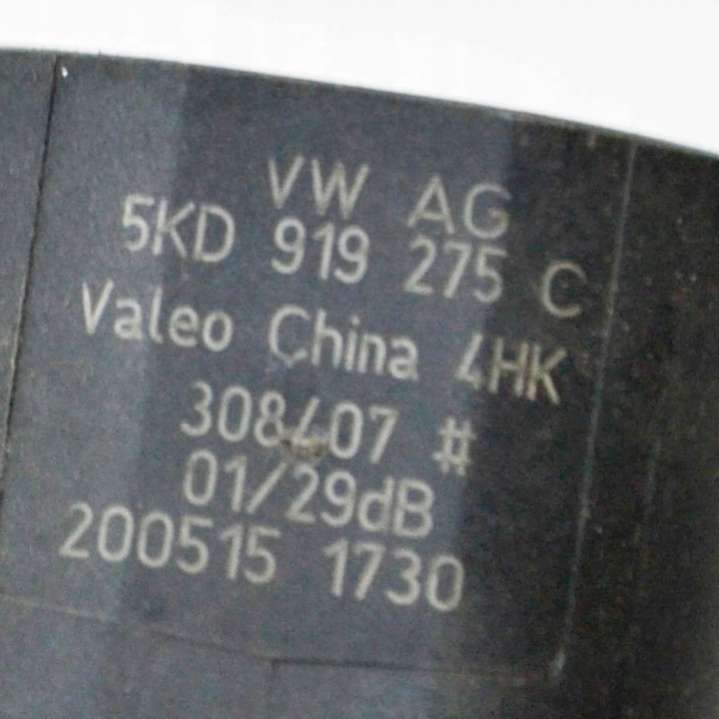 VW AG
5KD 919 275 C
Valeo China 4HK
308407 #
01/29dB
200515 1730